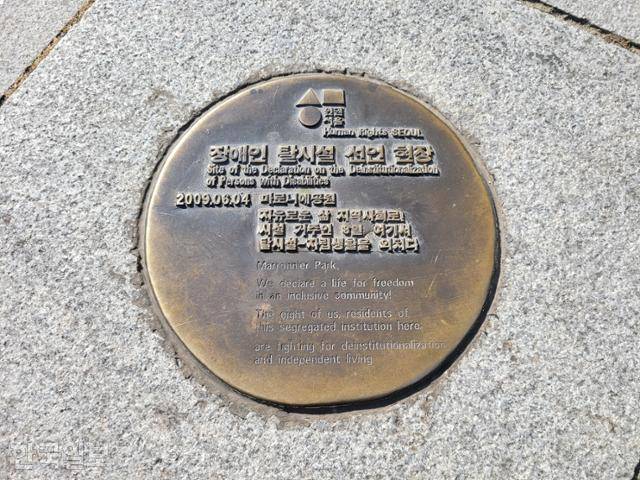 인권
서울
Human Rights SEOUL
장애인 탈시설 선언 현장
Site of the Declaration on the Deinstitutionalization
of Persons with Disabilities
2009.06.04 마로니에공원
자유로운 삶 지역사회로!
시설 거주인 8인 여기서
탈시설-자립생활을 외치다
Marronnier Park,
We declare a life for freedom
in an inclusive community!
The eight of us, residents of
this segregated institution here
are fighting for deinstitutionalization
and independent living
한국일보